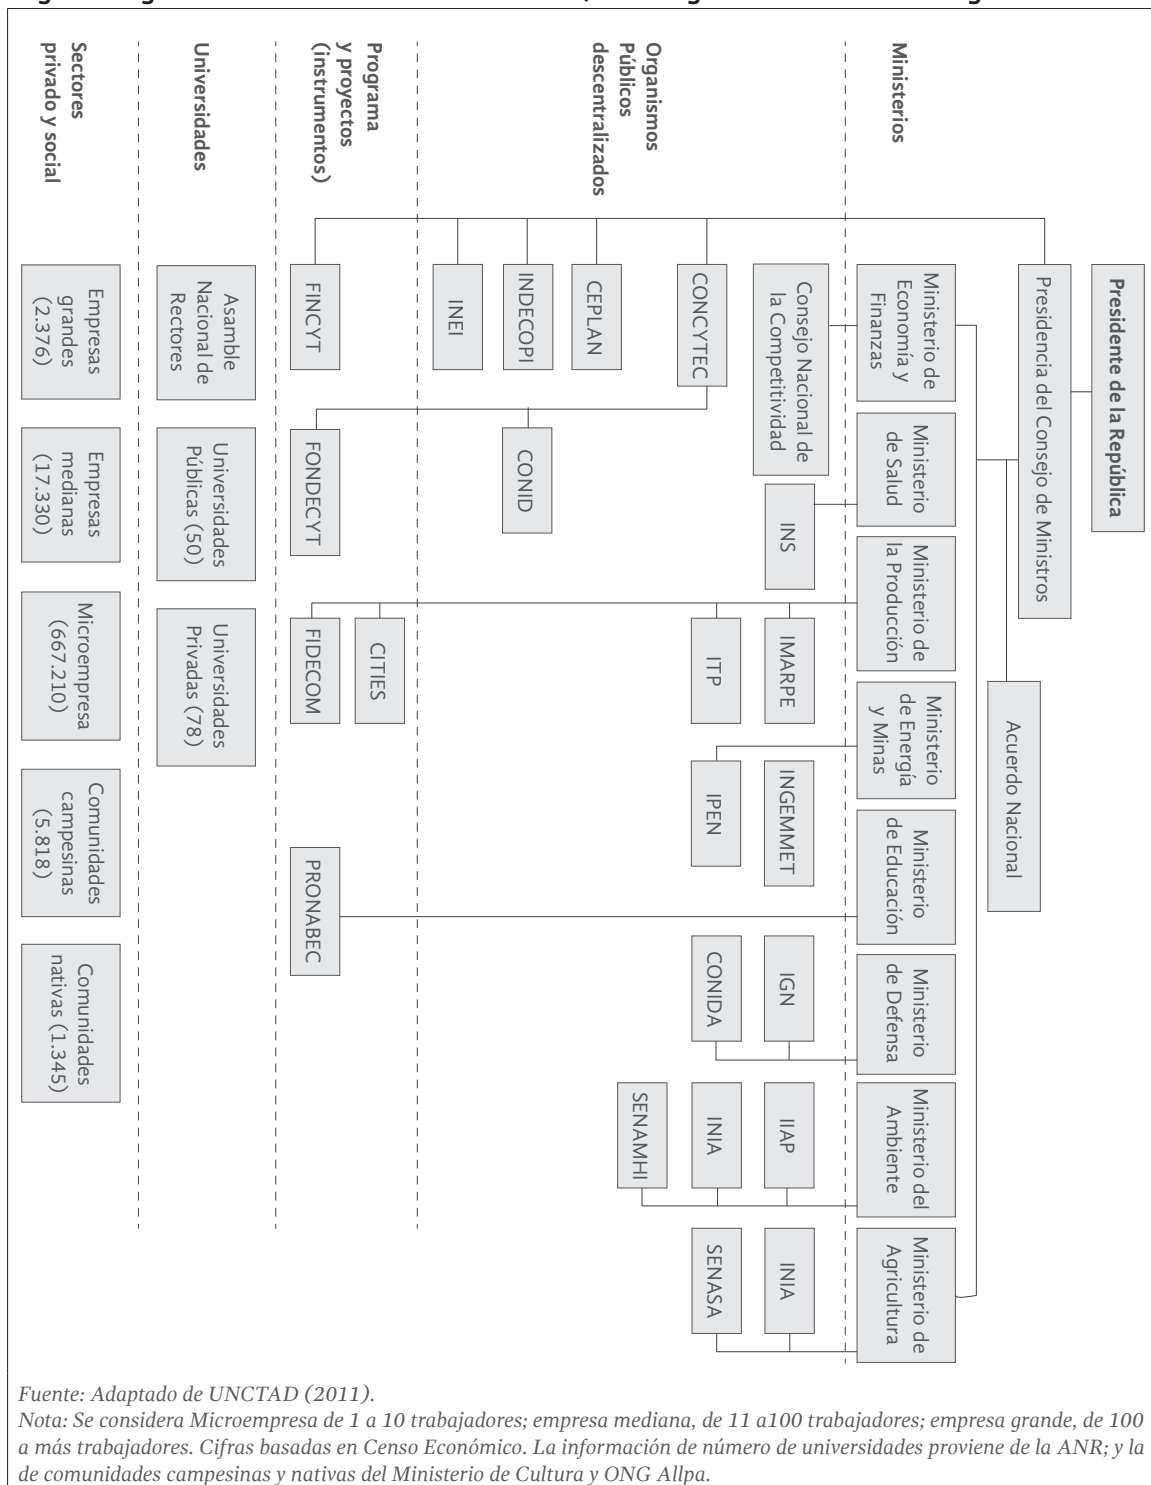 Presidente de la República
Presidencia del Consejo de Ministros
Acuerdo Nacional
Ministerios
Ministerio de
Economía y
Finanzas
Ministerio
de Salud
Ministerio de
la Producción
Ministerio
de Energía
y Minas
Ministerio
de Educación
Ministerio
de Defensa
Ministerio del
Ambiente
Ministerio de
Agricultura
Organismos
Públicos
descentralizados
Consejo Nacional de
la Competitividad
INS
IMARPE
INGEMMET
IGN
IIAP
INIA
CONCYTEC
ITP
IPEN
CONIDA
INIA
SENASA
SENAMHI
CEPLAN
INDECOPI
CONID
INEI
Programa
y proyectos
(instrumentos)
CITIES
FINCYT
FONDECYT
FIDECOM
PRONABEC
Universidades
Asamble
Nacional de
Rectores
Universidades
Públicas (50)
Universidades
Privadas (78)
Sectores
privado y social
Empresas
grandes
(2.376)
Empresas
medianas
(17.330)
Microempresa
(667.210)
Comunidades
campesinas
(5.818)
Comunidades
nativas (1.345)
Fuente: Adaptado de UNCTAD (2011).
Nota: Se considera Microempresa de 1 a 10 trabajadores; empresa mediana, de 11 a100 trabajadores; empresa grande, de 100
a más trabajadores. Cifras basadas en Censo Económico. La información de número de universidades proviene de la ANR; y la
de comunidades campesinas y nativas del Ministerio de Cultura y ONG Allpa.